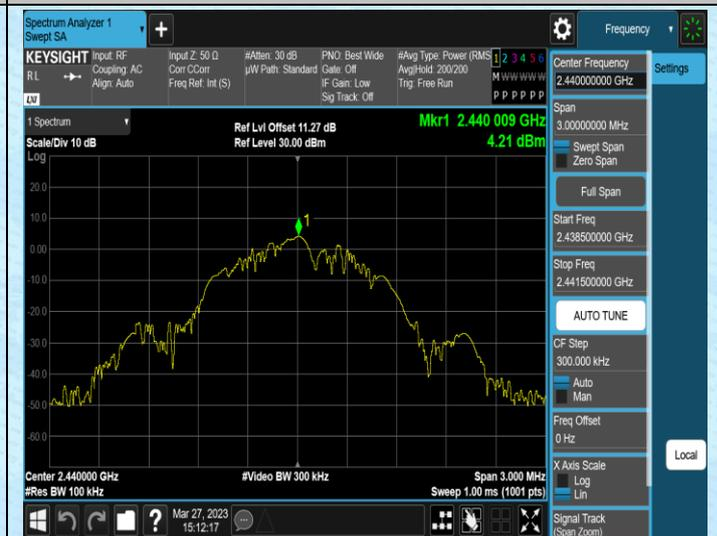 Spectrum Analyzer 1
Swept SA
Frequency
KEYSIGHT
Input: RF
Input Z: 50 Ω
#Atten: 30 dB
PNO: Best Wide
#Avg Type: Power (RMS
1 2 3 4 5 6
R L
Coupling: AC
Corr CCorr
µW Path: Standard
Gate: Off
Avg|Hold: 200/200
M W W W W W
Align: Auto
Freq Ref: Int (S)
IF Gain: Low
Trig: Free Run
Sig Track: Off
P P P P P P
LXI
1 Spectrum
Ref Lvl Offset 11.27 dB
Mkr1 2.440 009 GHz
Scale/Div 10 dB
Ref Level 30.00 dBm
4.21 dBm
Log
20.0
10.0
0.00
-10.0
-20.0
-30.0
-40.0
-50.0
-60.0
1
Center 2.440000 GHz
#Video BW 300 kHz
Span 3.000 MHz
#Res BW 100 kHz
Sweep 1.00 ms (1001 pts)
?
Mar 27, 2023
15:12:17
Center Frequency
2.440000000 GHz
Settings
Span
3.00000000 MHz
Swept Span
Zero Span
Full Span
Start Freq
2.438500000 GHz
Stop Freq
2.441500000 GHz
AUTO TUNE
CF Step
300.000 kHz
Auto
Man
Freq Offset
0 Hz
X Axis Scale
Log
Lin
Local
Signal Track
(Span Zoom)